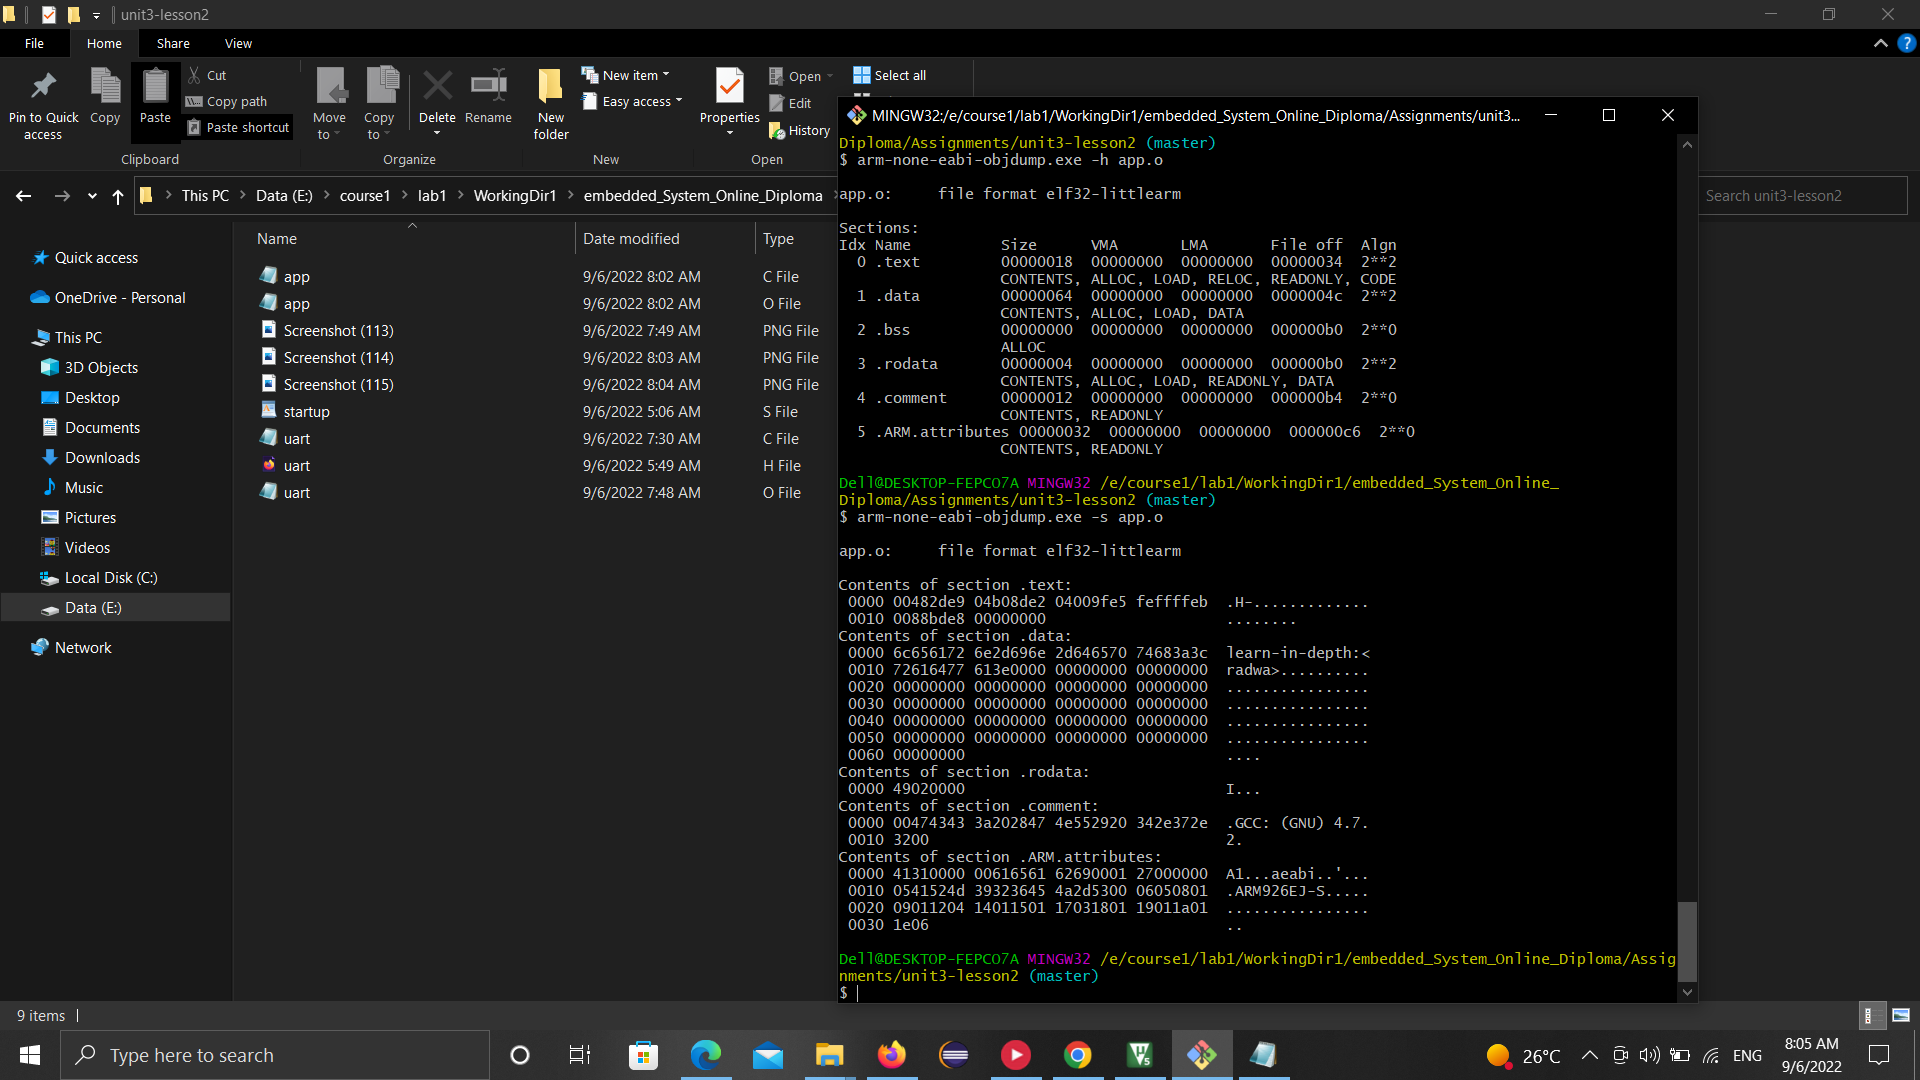 unit3-lesson2
File
Home
Share
View
Pin to Quick access
Copy
Paste
Cut
Copy path
Paste shortcut
Clipboard
Move to
Copy to
Delete
Rename
Organize
New folder
New item
Easy access
New
Properties
Open
Edit
History
Open
Select all
This PC
Data (E:)
course1
lab1
WorkingDir1
embedded_System_Online_Diploma
Search unit3-lesson2
Quick access
OneDrive - Personal
This PC
3D Objects
Desktop
Documents
Downloads
Music
Pictures
Videos
Local Disk (C:)
Data (E:)
Network
Name Date modified Type
app 9/6/2022 8:02 AM C File
app 9/6/2022 8:02 AM O File
Screenshot (113) 9/6/2022 7:49 AM PNG File
Screenshot (114) 9/6/2022 8:03 AM PNG File
Screenshot (115) 9/6/2022 8:04 AM PNG File
startup 9/6/2022 5:06 AM S File
uart 9/6/2022 7:30 AM C File
uart 9/6/2022 5:49 AM H File
uart 9/6/2022 7:48 AM O File
MINGW32:/e/course1/lab1/WorkingDir1/embedded_System_Online_Diploma/Assignments/unit3...
Diploma/Assignments/unit3-lesson2 (master)
$ arm-none-eabi-objdump.exe -h app.o
app.o: file format elf32-littlearm
Sections:
Idx Name Size VMA LMA File off Algn
0 .text 00000018 00000000 00000000 00000034 2**2
CONTENTS, ALLOC, LOAD, RELOC, READONLY, CODE
1 .data 00000064 00000000 00000000 0000004c 2**2
CONTENTS, ALLOC, LOAD, DATA
2 .bss 00000000 00000000 00000000 000000b0 2**0
ALLOC
3 .rodata 00000004 00000000 00000000 000000b0 2**2
CONTENTS, ALLOC, LOAD, READONLY, DATA
4 .comment 00000012 00000000 00000000 000000b4 2**0
CONTENTS, READONLY
5 .ARM.attributes 00000032 00000000 00000000 000000c6 2**0
CONTENTS, READONLY
Dell@DESKTOP-FEPCO7A MINGW32 /e/course1/lab1/WorkingDir1/embedded_System_Online_
Diploma/Assignments/unit3-lesson2 (master)
$ arm-none-eabi-objdump.exe -s app.o
app.o: file format elf32-littlearm
Contents of section .text:
0000 00482de9 04b08de2 04009fe5 feffffeb .H-.............
0010 0088bde8 00000000 ........
Contents of section .data:
0000 6c656172 6e2d696e 2d646570 74683a3c learn-in-depth:<
0010 72616477 613e0000 00000000 00000000 radwa>..........
0020 00000000 00000000 00000000 00000000 ................
0030 00000000 00000000 00000000 00000000 ................
0040 00000000 00000000 00000000 00000000 ................
0050 00000000 00000000 00000000 00000000 ................
0060 00000000 ....
Contents of section .rodata:
0000 49020000 I...
Contents of section .comment:
0000 00474343 3a202847 4e552920 342e372e .GCC: (GNU) 4.7.
0010 3200 2.
Contents of section .ARM.attributes:
0000 41310000 00616561 62690001 27000000 A1...aeabi..'...
0010 0541524d 39323645 4a2d5300 06050801 .ARM926EJ-S.....
0020 09011204 14011501 17031801 19011a01 ................
0030 1e06 ..
Dell@DESKTOP-FEPCO7A MINGW32 /e/course1/lab1/WorkingDir1/embedded_System_Online_Diploma/Assig
nments/unit3-lesson2 (master)
$
9 items
Type here to search
26°C
ENG
8:05 AM
9/6/2022